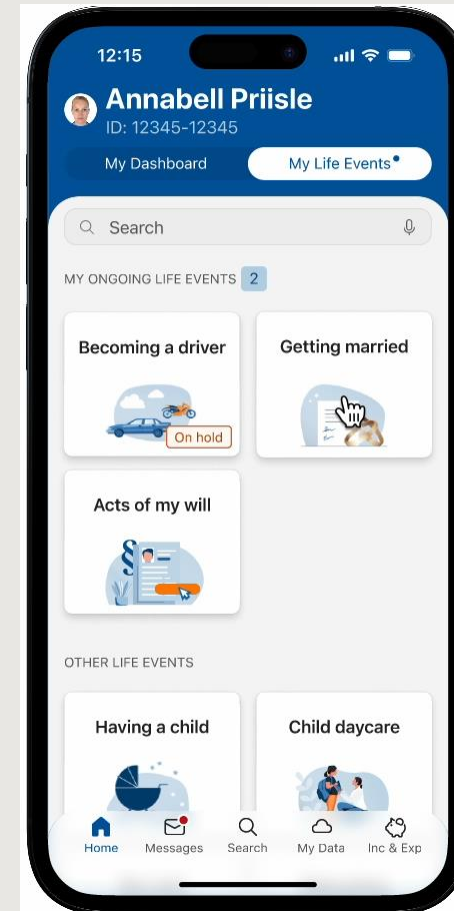 12:15
Annabell Priisle
ID: 12345-12345
My Dashboard My Life Events
Search
MY ONGOING LIFE EVENTS 2
Becoming a driver Getting married
On hold
Acts of my will
§
OTHER LIFE EVENTS
Having a child Child daycare
Home Messages Search My Data Inc & Exp